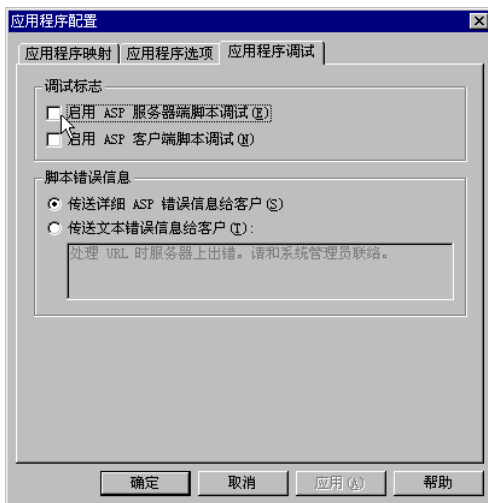 应用程序配置
应用程序映射 应用程序选项 应用程序调试
调试标志
启用 ASP 服务器端脚本调试(E)
启用 ASP 客户端脚本调试(N)
脚本错误信息
传送详细 ASP 错误信息给客户(S)
传送文本错误信息给客户(T):
处理 URL 时服务器上出错。请和系统管理员联络。
确定 取消 应用(A) 帮助